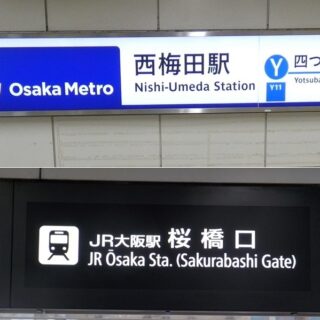 Osaka Metro
西梅田駅
Nishi-Umeda Station
Y
Y11
四つ
Yotsuba
JR大阪駅 桜橋口
JR Ōsaka Sta. (Sakurabashi Gate)